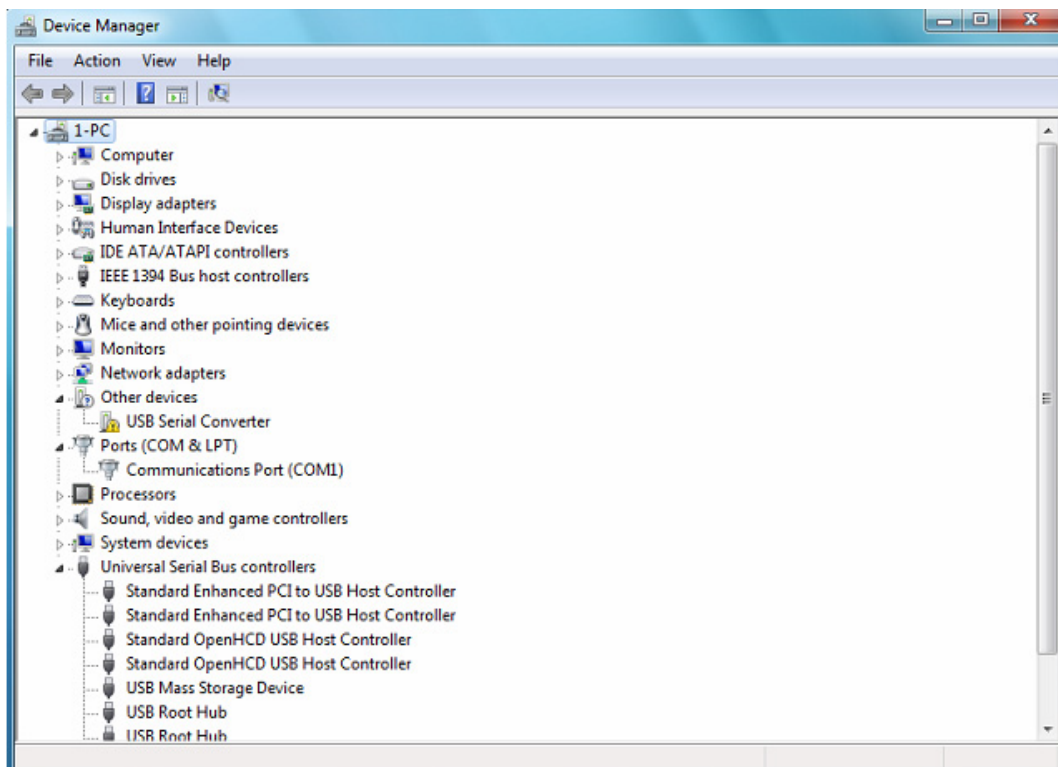 Device Manager
File Action View Help
1-PC
Computer
Disk drives
Display adapters
Human Interface Devices
IDE ATA/ATAPI controllers
IEEE 1394 Bus host controllers
Keyboards
Mice and other pointing devices
Monitors
Network adapters
Other devices
USB Serial Converter
Ports (COM & LPT)
Communications Port (COM1)
Processors
Sound, video and game controllers
System devices
Universal Serial Bus controllers
Standard Enhanced PCI to USB Host Controller
Standard Enhanced PCI to USB Host Controller
Standard OpenHCD USB Host Controller
Standard OpenHCD USB Host Controller
USB Mass Storage Device
USB Root Hub
USB Root Hub